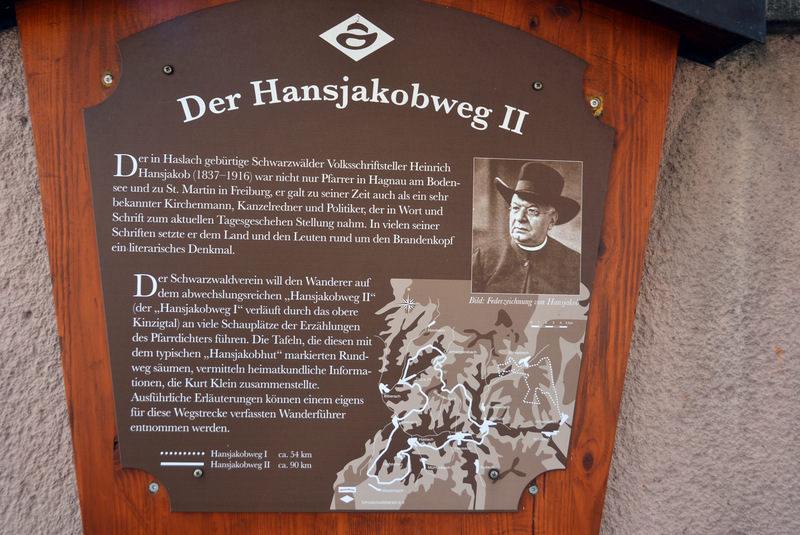 Der Hansjakobweg II
Der in Haslach gebürtige Schwarzwälder Volksschriftsteller Heinrich
Hansjakob (1837–1916) war nicht nur Pfarrer in Hagnau am Boden-
see und zu St. Martin in Freiburg, er galt zu seiner Zeit auch als ein sehr
bekannter Kirchenmann, Kanzelredner und Politiker, der in Wort und
Schrift zum aktuellen Tagesgeschehen Stellung nahm. In vielen seiner
Schriften setzte er dem Land und den Leuten rund um den Brandenkopf
ein literarisches Denkmal.
Bild: Federzeichnung von Hansjakob
Der Schwarzwaldverein will den Wanderer auf
dem abwechslungsreichen „Hansjakobweg II“
(der „Hansjakobweg I“ verläuft durch das obere
Kinzigtal) an viele Schauplätze der Erzählungen
des Pfarrdichters führen. Die Tafeln, die diesen mit
dem typischen „Hansjakobhut“ markierten Rund-
weg säumen, vermitteln heimatkundliche Informa-
tionen, die Kurt Klein zusammenstellte.
Ausführliche Erläuterungen können einem eigens
für diese Wegstrecke verfassten Wanderführer
entnommen werden.
Hansjakobweg I ca. 54 km
Hansjakobweg II ca. 90 km
Biberach
Haslach
Schwarzwaldverein e.V.